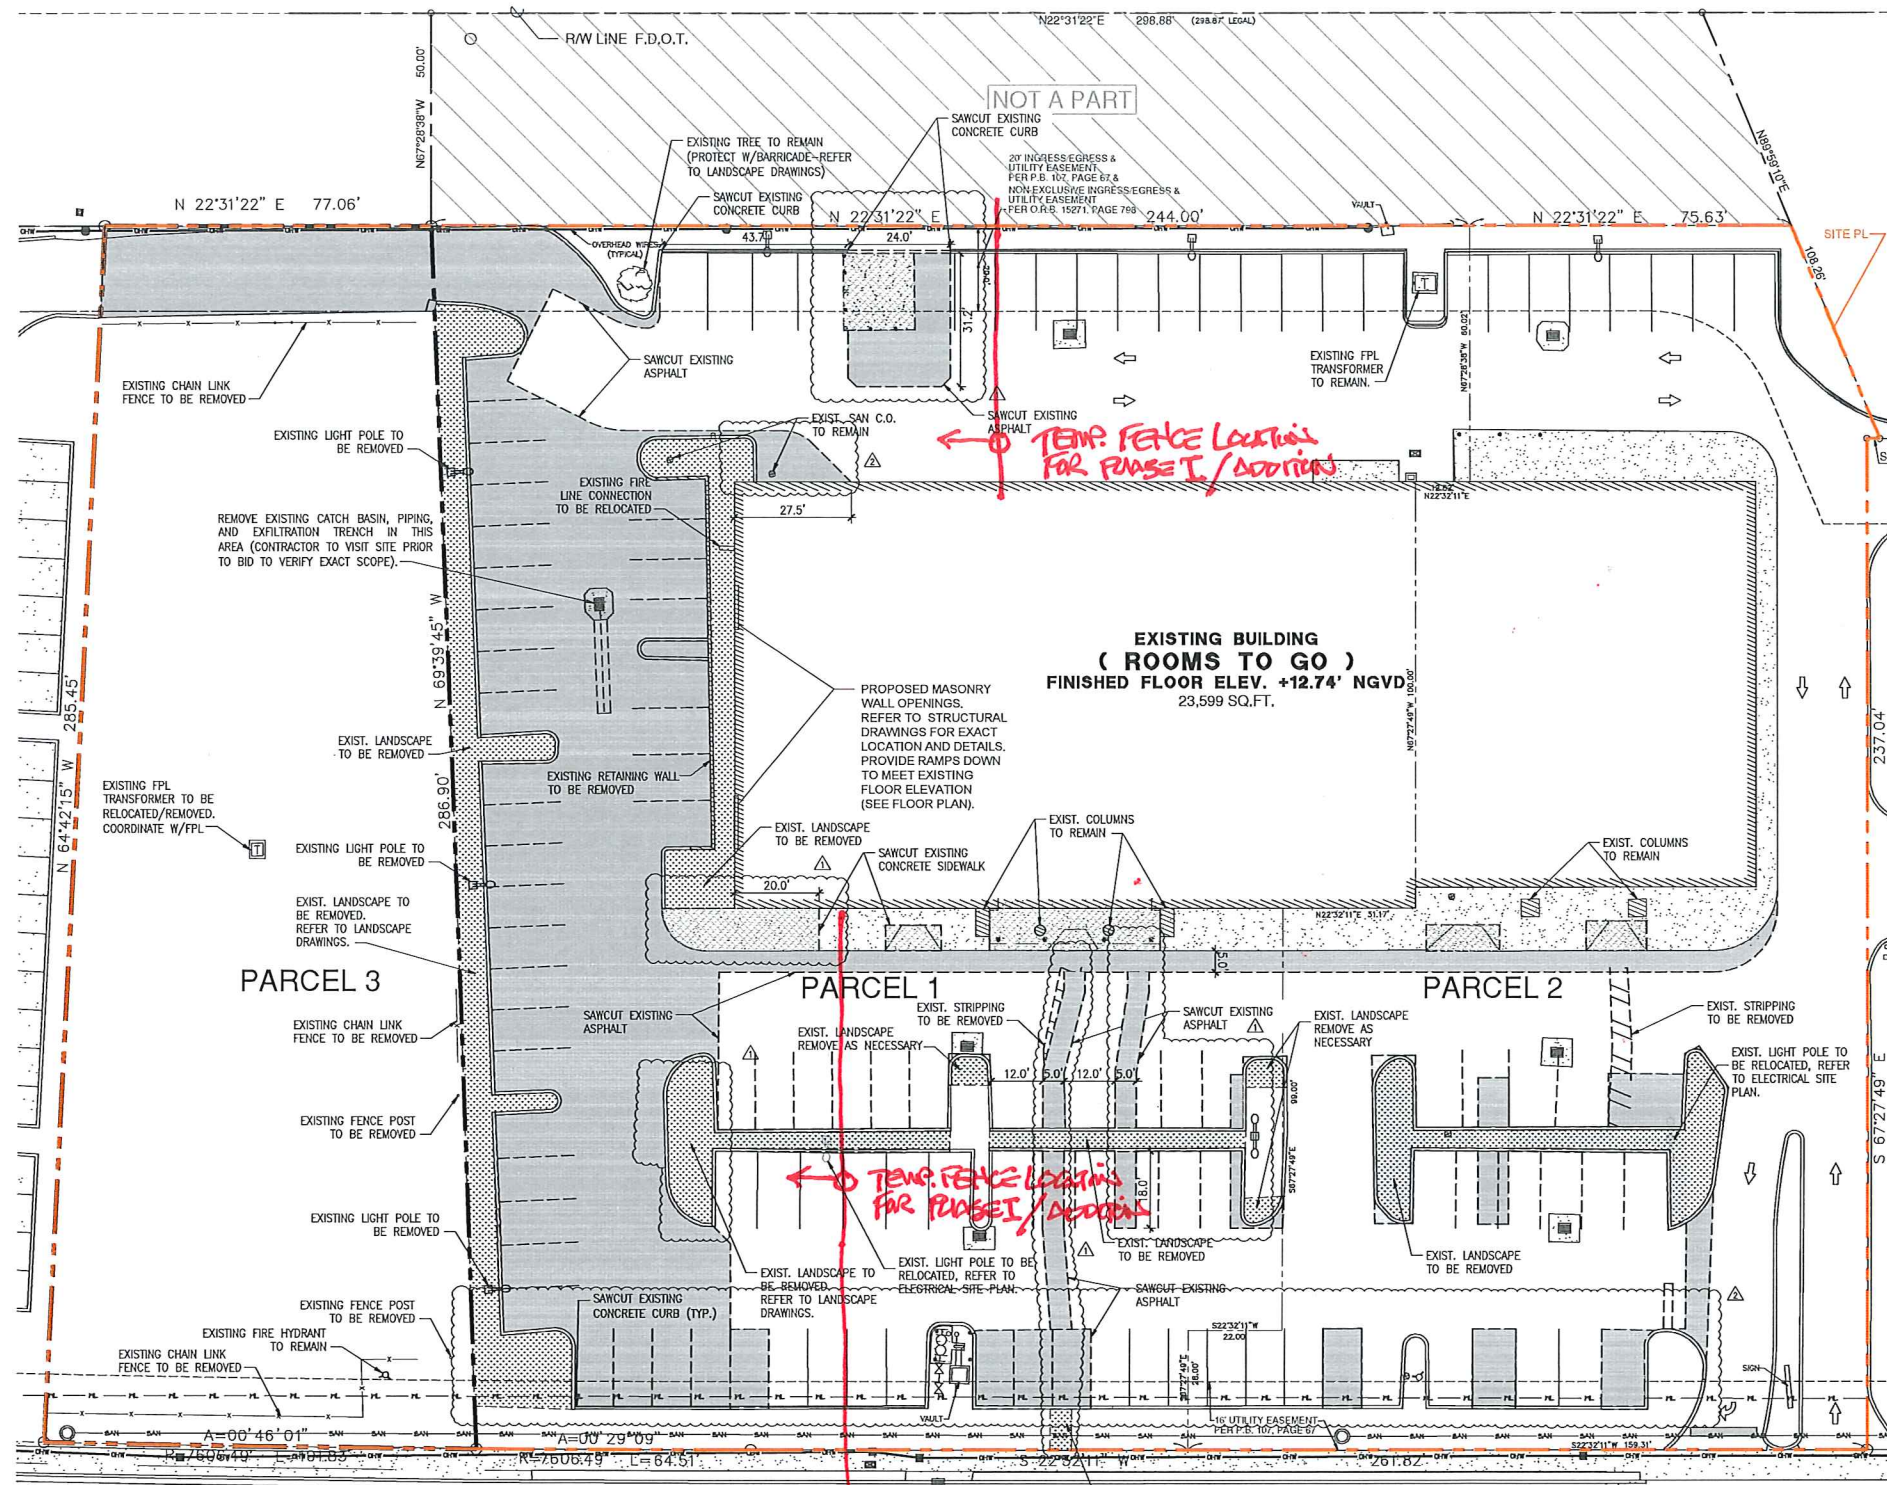 N22°31'22"E 298.88' (298.87' LEGAL)
R/W LINE F.D.O.T.
N67°28'38"W 50.00'
NOT A PART
SAWCUT EXISTING
CONCRETE CURB
EXISTING TREE TO REMAIN
(PROTECT W/BARRICADE-REFER
TO LANDSCAPE DRAWINGS)
20' INGRESS/EGRESS &
UTILITY EASEMENT
PER P.B. 107, PAGE 67 &
NON-EXCLUSIVE INGRESS/EGRESS &
UTILITY EASEMENT
PER O.R.B. 15271, PAGE 798
N89°59'10"E
108.26'
SAWCUT EXISTING
CONCRETE CURB
N 22°31'22" E 77.06'
N 22°31'22" E 244.00'
VAULT
N 22°31'22" E 75.63'
SITE PL
OVERHEAD WIRES
(TYPICAL)
43.7'
24.0'
20.0'
31.2'
EXISTING CHAIN LINK
FENCE TO BE REMOVED
SAWCUT EXISTING
ASPHALT
EXISTING FPL
TRANSFORMER
TO REMAIN.
T
N67°28'38"W 60.02'
SAWCUT EXISTING
ASPHALT
EXIST. SAN C.O.
TO REMAIN
EXISTING LIGHT POLE TO
BE REMOVED
TEMP. FENCE LOCATION
FOR PHASE I / ADDITION
2
1
EXISTING FIRE
LINE CONNECTION
TO BE RELOCATED
27.5'
12.62'
N22°32'11"E
REMOVE EXISTING CATCH BASIN, PIPING,
AND EXFILTRATION TRENCH IN THIS
AREA (CONTRACTOR TO VISIT SITE PRIOR
TO BID TO VERIFY EXACT SCOPE).
N 69°39'45" W
286.90'
N 64°42'15" W 285.45'
EXISTING BUILDING
( ROOMS TO GO )
FINISHED FLOOR ELEV. +12.74' NGVD
23,599 SQ.FT.
N67°27'49"W 100.00'
237.04'
S 67°27'49" E
PROPOSED MASONRY
WALL OPENINGS.
REFER TO STRUCTURAL
DRAWINGS FOR EXACT
LOCATION AND DETAILS.
PROVIDE RAMPS DOWN
TO MEET EXISTING
FLOOR ELEVATION
(SEE FLOOR PLAN).
EXIST. LANDSCAPE
TO BE REMOVED
EXISTING RETAINING WALL
TO BE REMOVED
EXISTING FPL
TRANSFORMER TO BE
RELOCATED/REMOVED.
COORDINATE W/FPL
T
EXISTING LIGHT POLE TO
BE REMOVED
EXIST. LANDSCAPE
TO BE REMOVED
1
SAWCUT EXISTING
CONCRETE SIDEWALK
EXIST. COLUMNS
TO REMAIN
EXIST. COLUMNS
TO REMAIN
20.0'
N22°32'11"E 31.17'
EXIST. LANDSCAPE TO
BE REMOVED.
REFER TO LANDSCAPE
DRAWINGS.
5.0'
PARCEL 3
PARCEL 1
PARCEL 2
EXISTING CHAIN LINK
FENCE TO BE REMOVED
SAWCUT EXISTING
ASPHALT
EXIST. STRIPPING
TO BE REMOVED
EXIST. LANDSCAPE
REMOVE AS NECESSARY
SAWCUT EXISTING
ASPHALT
1
EXIST. LANDSCAPE
REMOVE AS
NECESSARY
EXIST. STRIPPING
TO BE REMOVED
EXIST. LIGHT POLE TO
BE RELOCATED, REFER
TO ELECTRICAL SITE
PLAN.
1
12.0' 5.0' 12.0' 5.0'
99.00'
S67°27'49"E
18.0'
EXISTING FENCE POST
TO BE REMOVED
TEMP. FENCE LOCATION
FOR PHASE I / ADDITION
EXISTING LIGHT POLE TO
BE REMOVED
EXIST. LANDSCAPE TO
BE REMOVED.
REFER TO LANDSCAPE
DRAWINGS.
EXIST. LIGHT POLE TO BE
RELOCATED, REFER TO
ELECTRICAL SITE PLAN.
EXIST. LANDSCAPE
TO BE REMOVED
EXIST. LANDSCAPE
TO BE REMOVED
1
SAWCUT EXISTING
ASPHALT
2
EXISTING FENCE POST
TO BE REMOVED
SAWCUT EXISTING
CONCRETE CURB (TYP.)
EXISTING FIRE HYDRANT
TO REMAIN
EXISTING CHAIN LINK
FENCE TO BE REMOVED
S22°32'11"W
22.00'
28.00'
SIGN
VAULT
16' UTILITY EASEMENT
PER P.B. 107, PAGE 67
A=00°46'01"
A=00°29'09"
R=7606.49' L=64.51'
S 22°32'11" W 261.82'
S22°32'11"W 159.31'